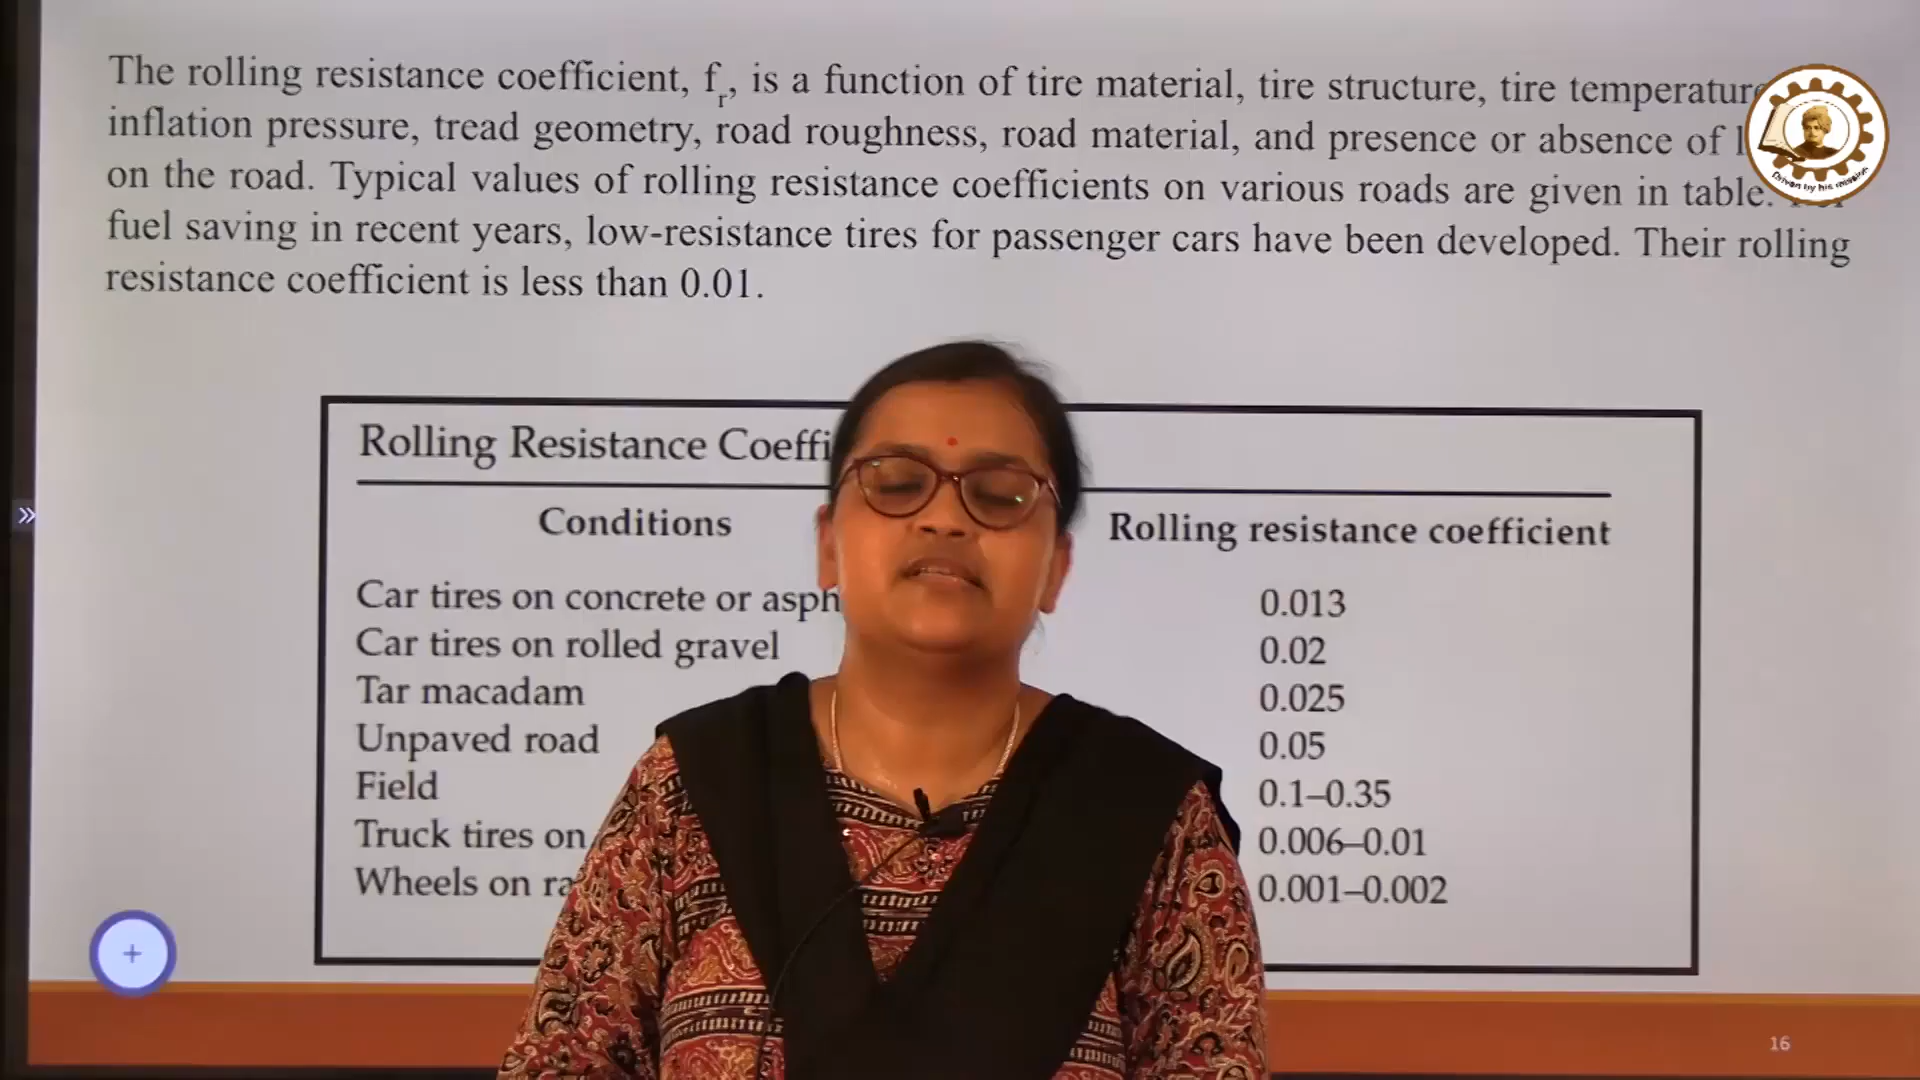 The rolling resistance coefficient, fr, is a function of tire material, tire structure, tire temperature
inflation pressure, tread geometry, road roughness, road material, and presence or absence of
on the road. Typical values of rolling resistance coefficients on various roads are given in table.
fuel saving in recent years, low-resistance tires for passenger cars have been developed. Their rolling
resistance coefficient is less than 0.01.
Driven by his mission
Rolling Resistance Coeffi
Conditions Rolling resistance coefficient
Car tires on concrete or asph 0.013
Car tires on rolled gravel 0.02
Tar macadam 0.025
Unpaved road 0.05
Field 0.1–0.35
Truck tires on 0.006–0.01
Wheels on ra 0.001–0.002
»
+
16